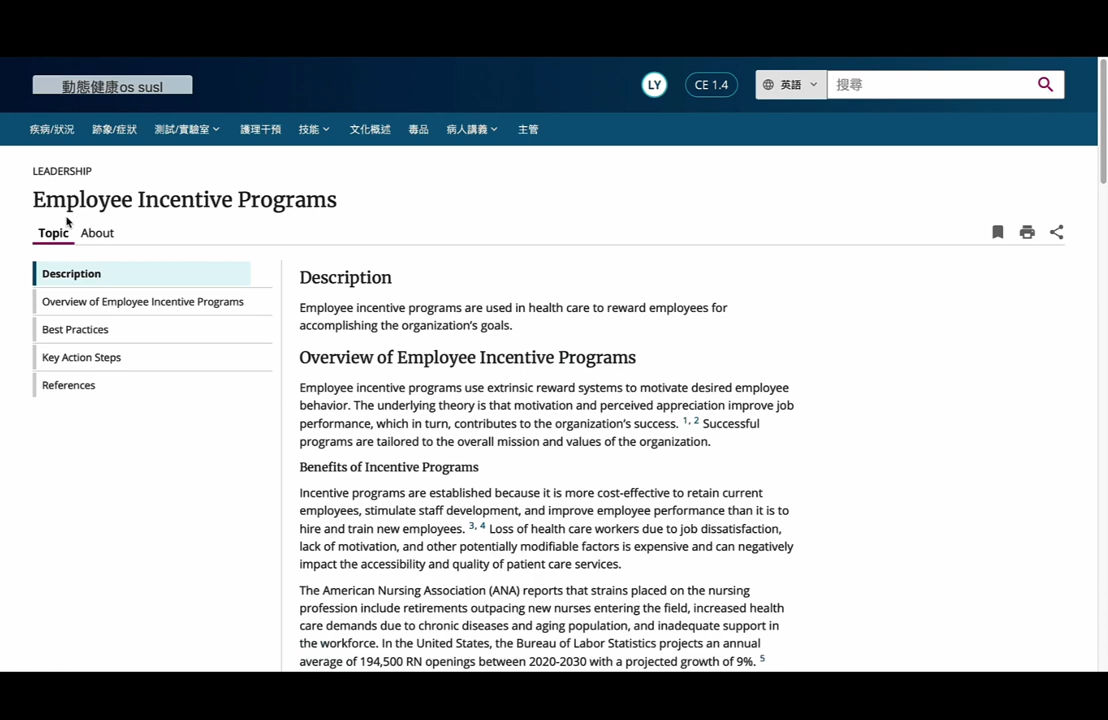 動態健康os susl
LY
CE 1.4
英語
搜尋
疾病/狀況 跡象/症狀 測試/實驗室 護理干預 技能 文化概述 毒品 病人講義 主管
LEADERSHIP
Employee Incentive Programs
Topic About
Description
Overview of Employee Incentive Programs
Best Practices
Key Action Steps
References
Description
Employee incentive programs are used in health care to reward employees for
accomplishing the organization’s goals.
Overview of Employee Incentive Programs
Employee incentive programs use extrinsic reward systems to motivate desired employee
behavior. The underlying theory is that motivation and perceived appreciation improve job
performance, which in turn, contributes to the organization’s success. 1, 2 Successful
programs are tailored to the overall mission and values of the organization.
Benefits of Incentive Programs
Incentive programs are established because it is more cost-effective to retain current
employees, stimulate staff development, and improve employee performance than it is to
hire and train new employees. 3, 4 Loss of health care workers due to job dissatisfaction,
lack of motivation, and other potentially modifiable factors is expensive and can negatively
impact the accessibility and quality of patient care services.
The American Nursing Association (ANA) reports that strains placed on the nursing
profession include retirements outpacing new nurses entering the field, increased health
care demands due to chronic diseases and aging population, and inadequate support in
the workforce. In the United States, the Bureau of Labor Statistics projects an annual
average of 194,500 RN openings between 2020-2030 with a projected growth of 9%. 5